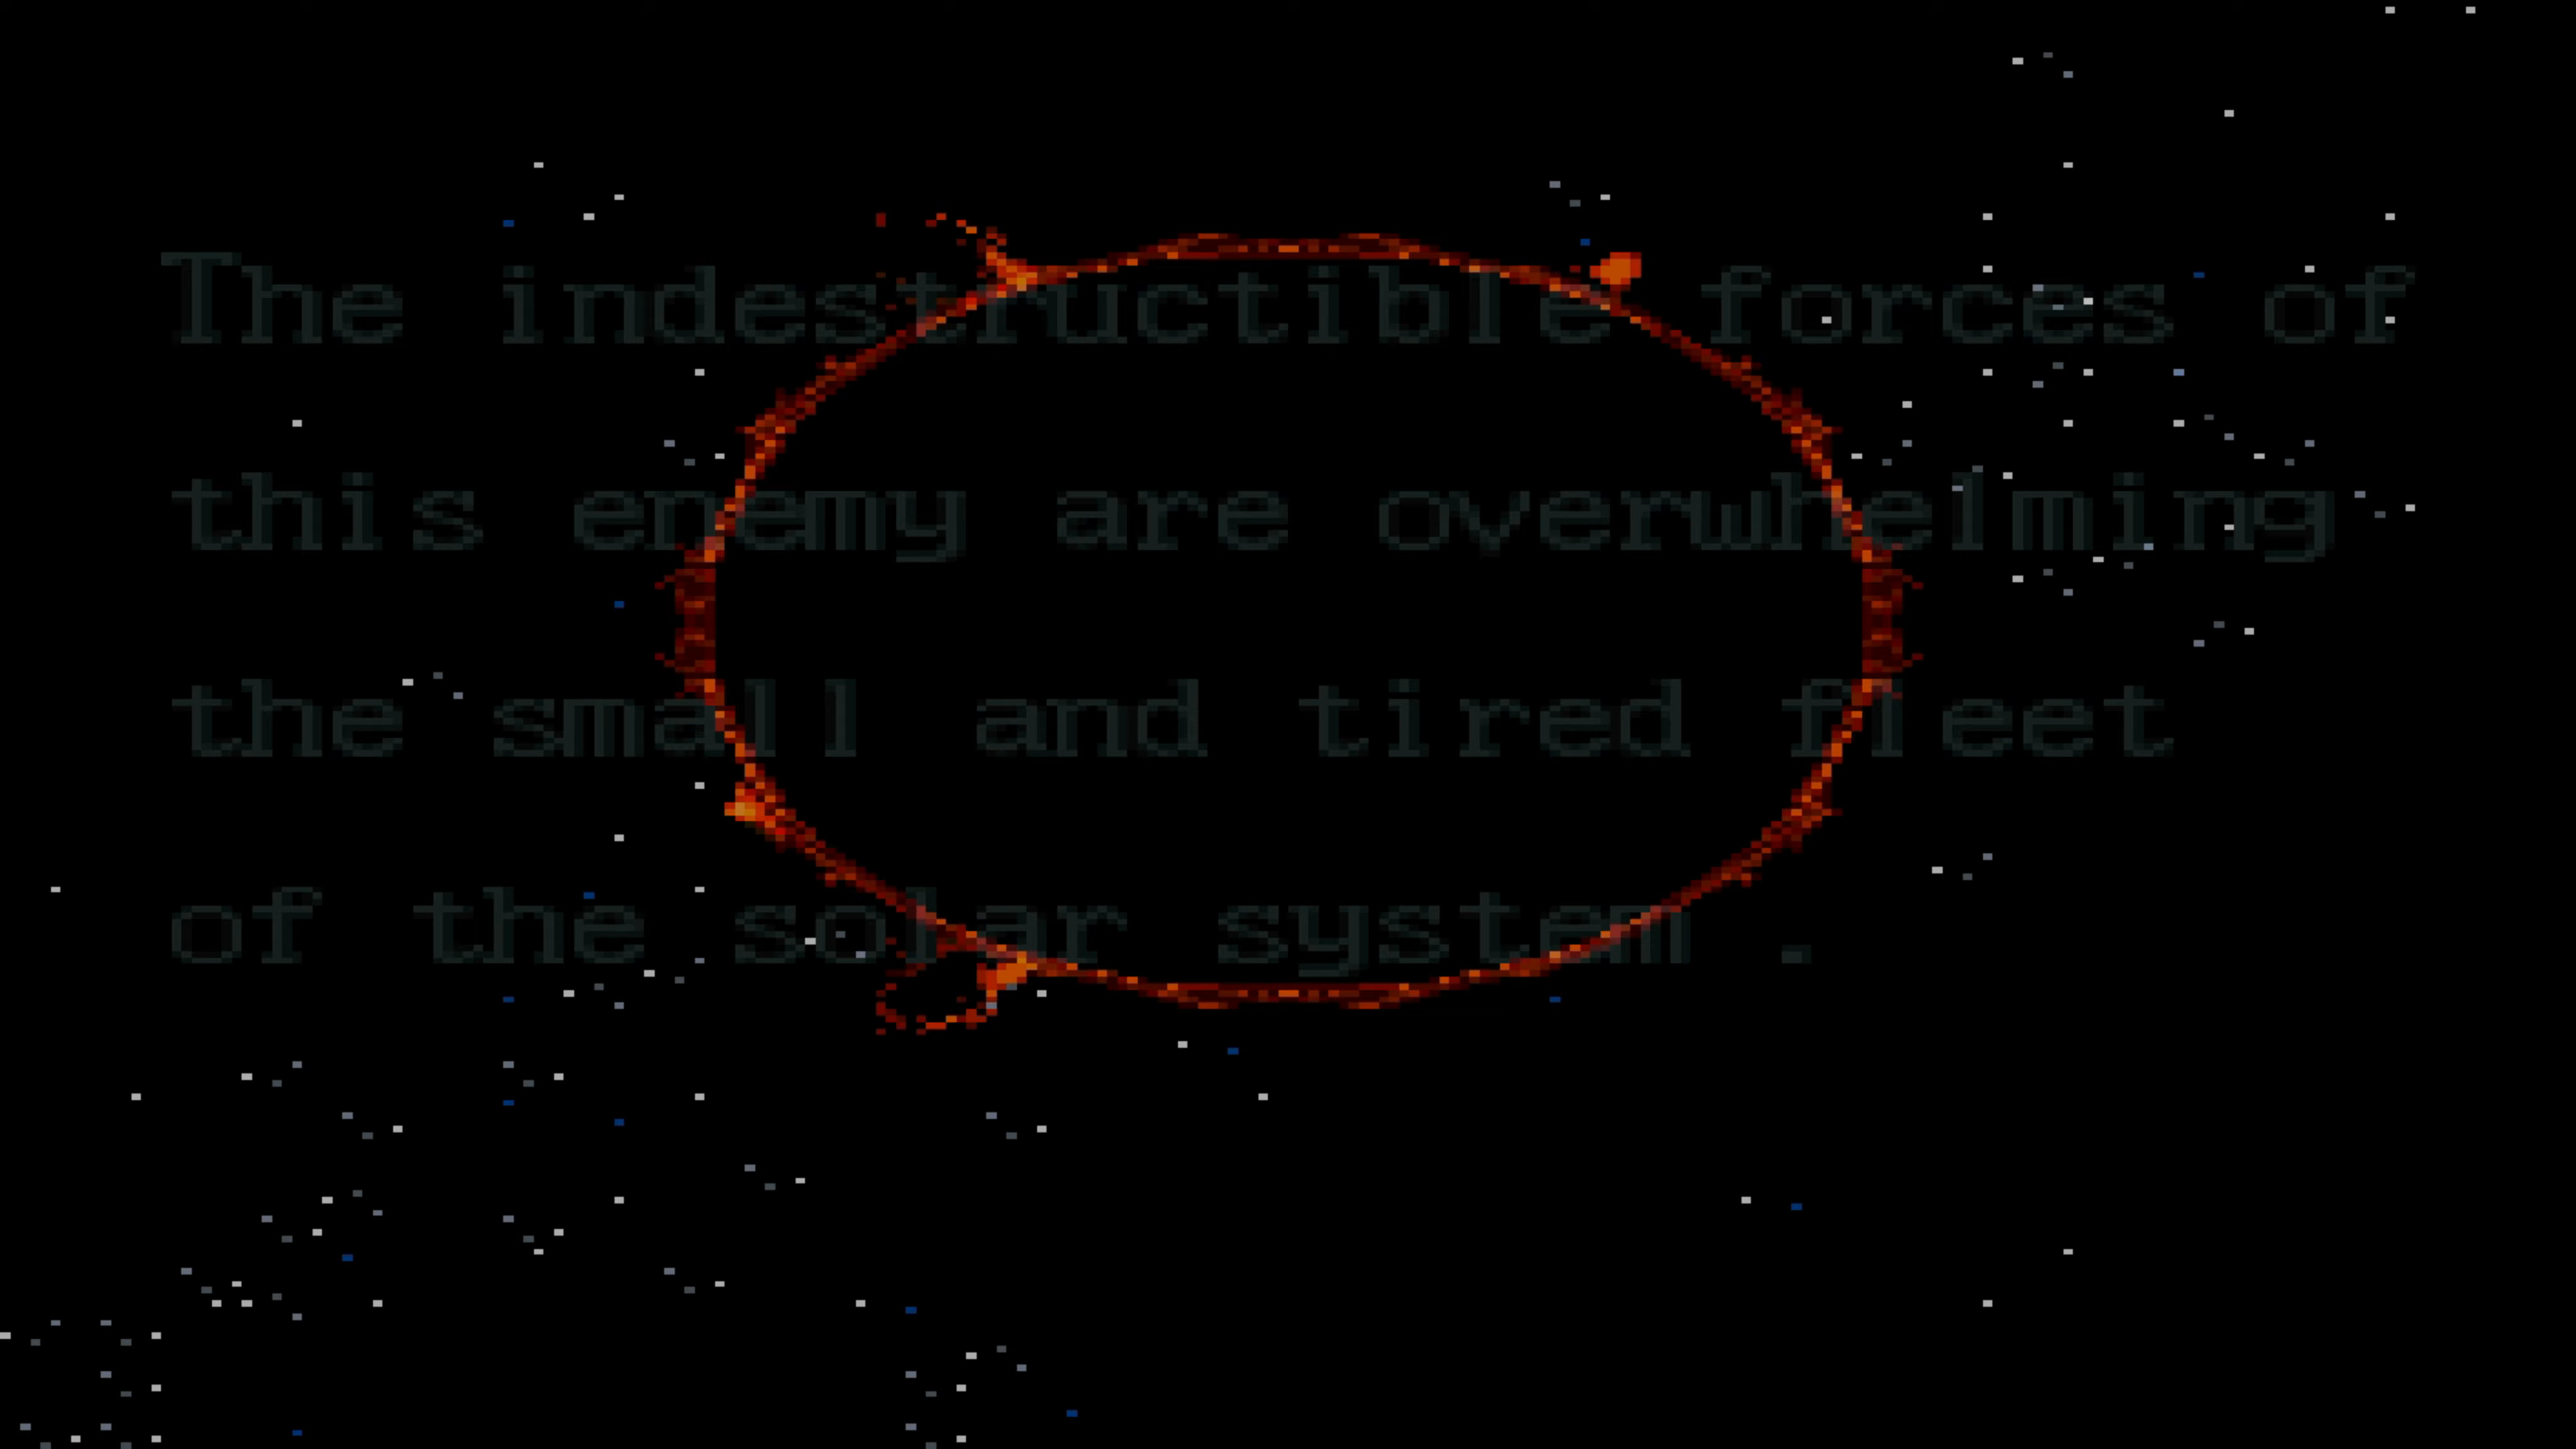 The indestructible forces of
this enemy are overwhelming
the small and tired fleet
of the solar system.